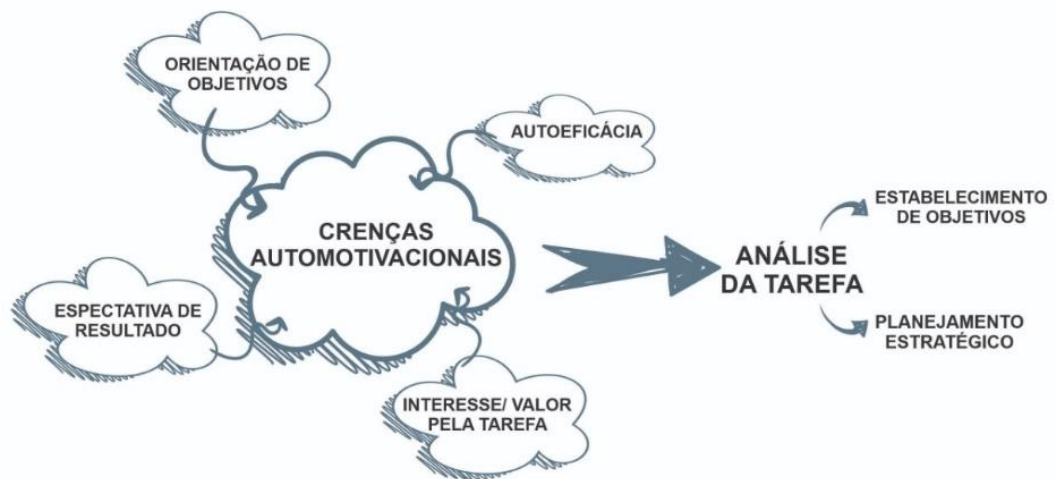 ORIENTAÇÃO DE
OBJETIVOS
AUTOEFICÁCIA
CRENÇAS
AUTOMOTIVACIONAIS
ESPECTATIVA DE
RESULTADO
INTERESSE/ VALOR
PELA TAREFA
ANÁLISE
DA TAREFA
ESTABELECIMENTO
DE OBJETIVOS
PLANEJAMENTO
ESTRATÉGICO